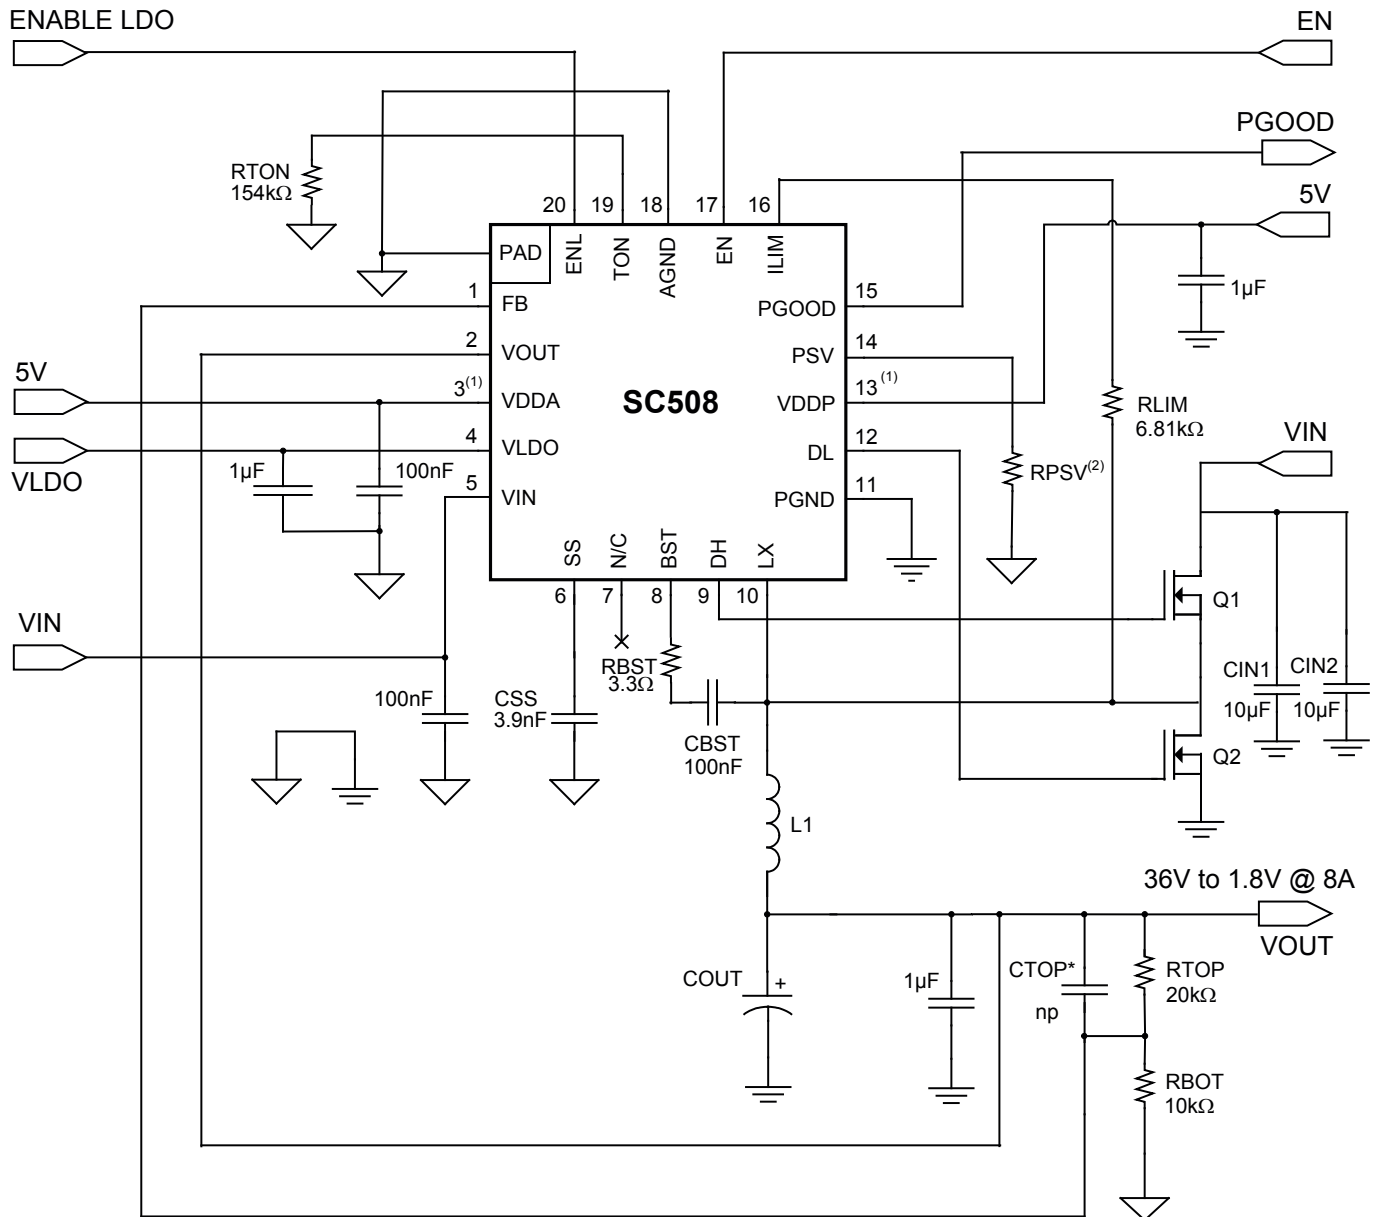 ENABLE LDO
EN
PGOOD
5V
RTON
154kΩ
20
19
18
17
16
PAD
ENL
TON
AGND
EN
ILIM
1µF
1
FB
15
PGOOD
2
VOUT
14
PSV
5V
3(1)
VDDA
SC508
13 (1)
VDDP
RLIM
6.81kΩ
VLDO
4
VLDO
12
DL
VIN
1µF
100nF
RPSV(2)
5
VIN
11
PGND
SS
N/C
BST
DH
LX
6
7
8
9
10
Q1
VIN
RBST
3.3Ω
100nF
CSS
3.9nF
CIN1
10µF
CIN2
10µF
CBST
100nF
Q2
L1
36V to 1.8V @ 8A
VOUT
COUT
+
1µF
CTOP*
np
RTOP
20kΩ
RBOT
10kΩ